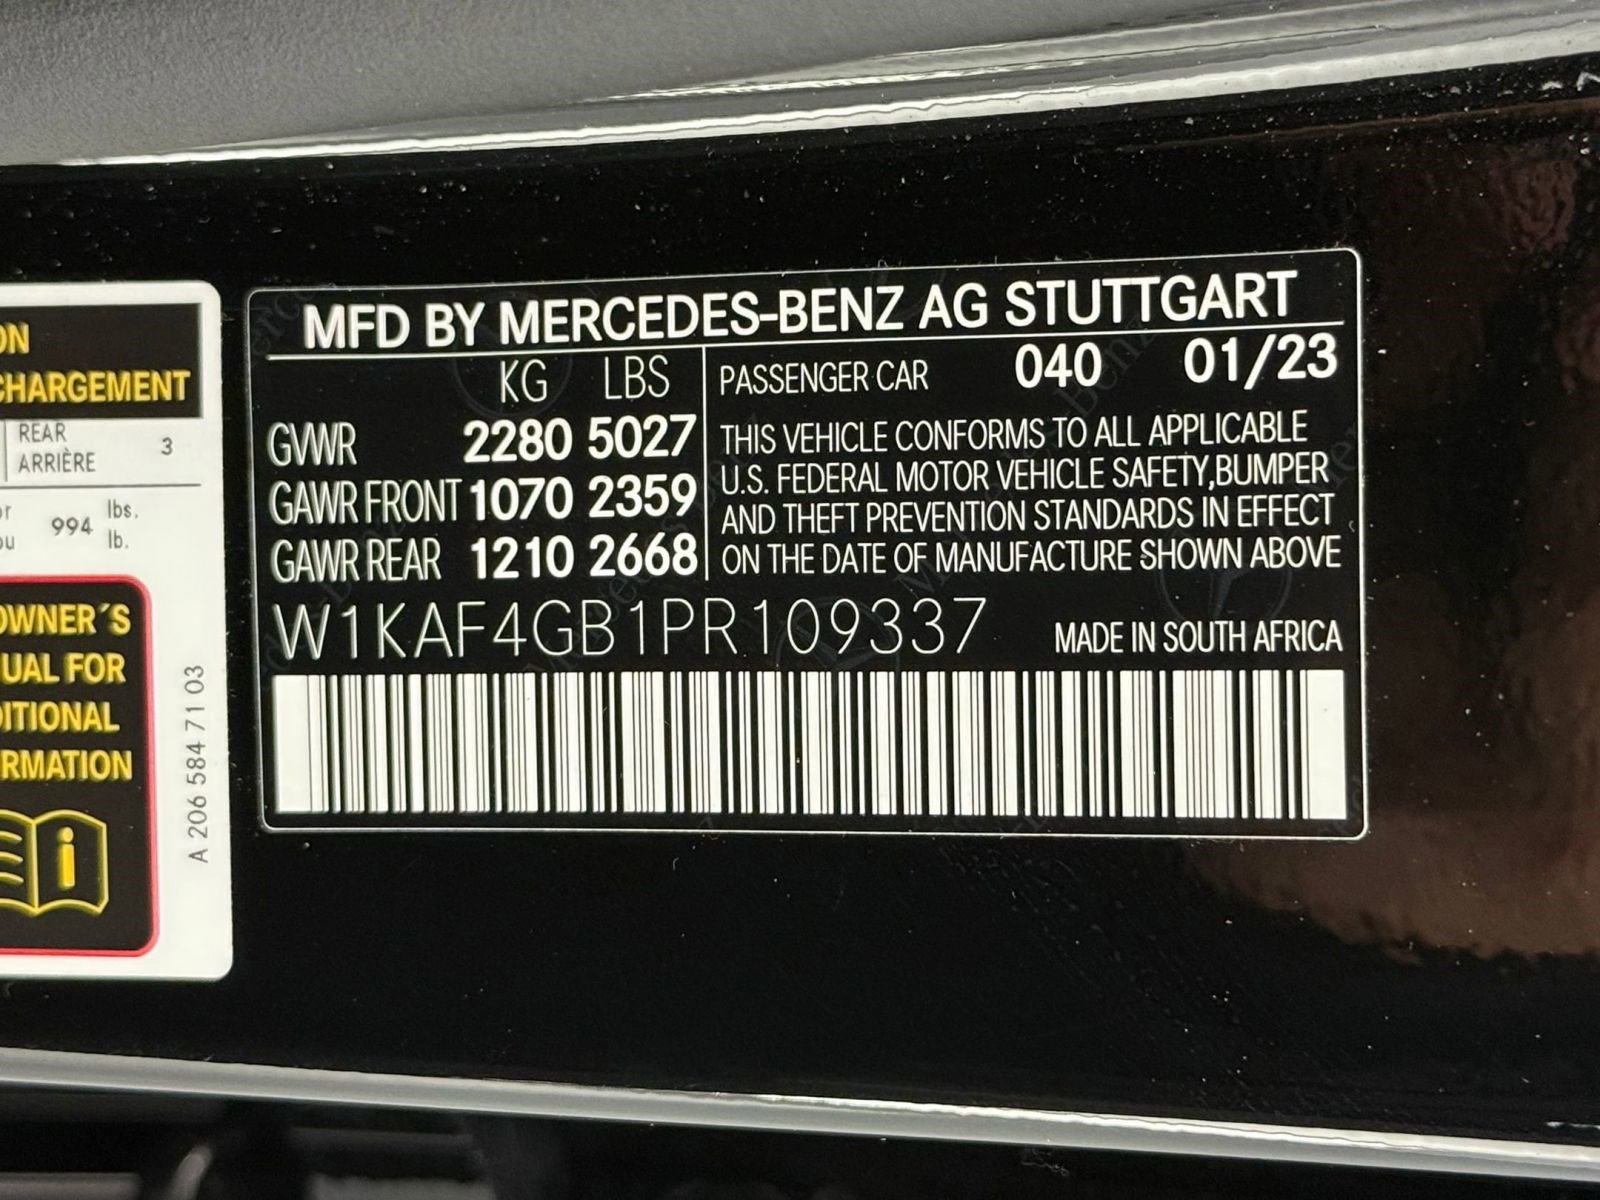 ON
CHARGEMENT
REAR
ARRIÈRE 3
or 994 lbs.
ou lb.
OWNER´S
UAL FOR
DITIONAL
RMATION
A 206 584 71 03
MFD BY MERCEDES-BENZ AG STUTTGART
KG LBS
GVWR 2280 5027
GAWR FRONT 1070 2359
GAWR REAR 1210 2668
PASSENGER CAR 040 01/23
THIS VEHICLE CONFORMS TO ALL APPLICABLE
U.S. FEDERAL MOTOR VEHICLE SAFETY,BUMPER
AND THEFT PREVENTION STANDARDS IN EFFECT
ON THE DATE OF MANUFACTURE SHOWN ABOVE
W1KAF4GB1PR109337 MADE IN SOUTH AFRICA